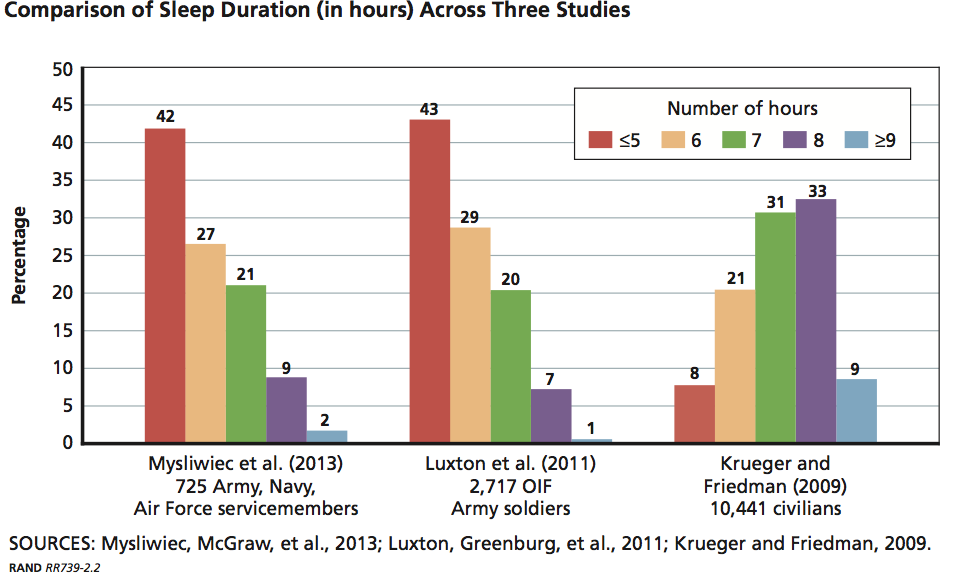 Comparison of Sleep Duration (in hours) Across Three Studies
50
45
40
35
30
25
20
15
10
5
0
Percentage
Number of hours
≤5 6 7 8 ≥9
42
27
21
9
2
43
29
20
7
1
8
21
31
33
9
Mysliwiec et al. (2013)
725 Army, Navy,
Air Force servicemembers
Luxton et al. (2011)
2,717 OIF
Army soldiers
Krueger and
Friedman (2009)
10,441 civilians
SOURCES: Mysliwiec, McGraw, et al., 2013; Luxton, Greenburg, et al., 2011; Krueger and Friedman, 2009.
RAND RR739-2.2